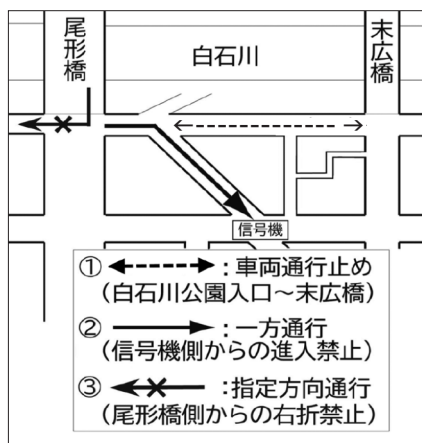 尾形橋
白石川
末広橋
信号機
① : 車両通行止め
(白石川公園入口～末広橋)
② : 一方通行
(信号機側からの進入禁止)
③ : 指定方向通行
(尾形橋側からの右折禁止)